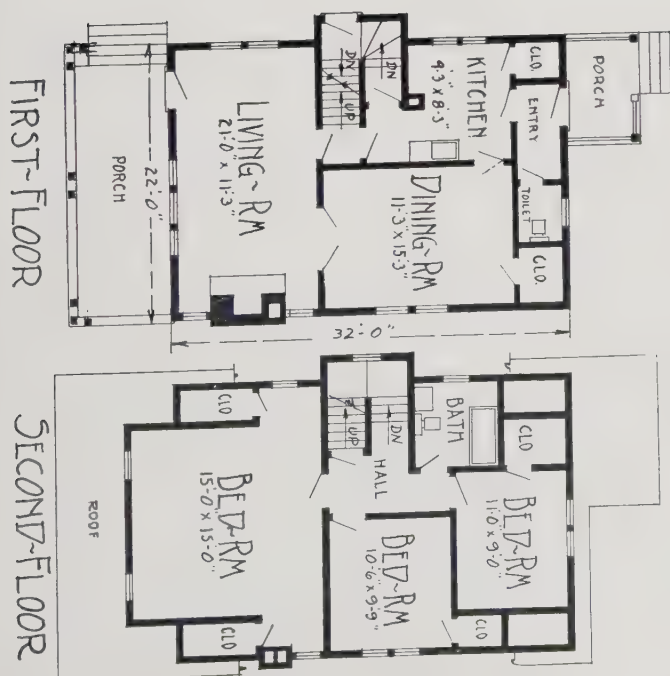 FIRST~FLOOR
PORCH
22'-0"
LIVING~RM
21'-0" x 11'-3"
DN
UP
DN
KITCHEN
9'-3 x 8'-3"
CLO.
ENTRY
PORCH
DINING~RM
11'-3" x 15'-3"
TOILET
CLO.
32'-0"
SECOND~FLOOR
ROOF
CLO
BED~RM
15'-0" x 15'-0"
CLO
UP
DN
HALL
BATH
CLO
BED~RM
11'-0 x 9'-0"
BED~RM
10'-6" x 9'-9"
CLO